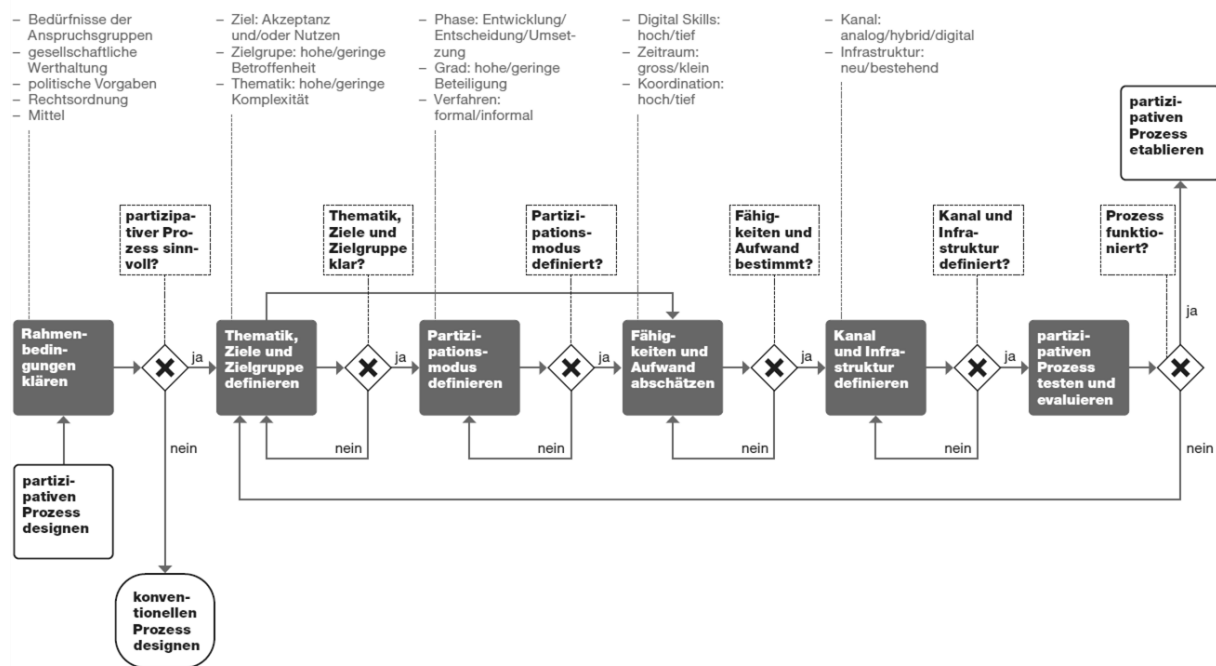 – Bedürfnisse der
Anspruchsgruppen
– gesellschaftliche
Werthaltung
– politische Vorgaben
– Rechtsordnung
– Mittel
– Ziel: Akzeptanz
und/oder Nutzen
– Zielgrupe: hohe/geringe
Betroffenheit
– Thematik: hohe/geringe
Komplexität
– Phase: Entwicklung/
Entscheidung/Umset-
zung
– Grad: hohe/geringe
Beteiligung
– Verfahren:
formal/informal
– Digital Skills:
hoch/tief
– Zeitraum:
gross/klein
– Koordination:
hoch/tief
– Kanal:
analog/hybrid/digital
– Infrastruktur:
neu/bestehend
partizi-
pativen
Prozess
etablieren
partizipa-
tiver Pro-
zess sinn-
voll?
Thematik,
Ziele und
Zielgruppe
klar?
Partizi-
pations-
modus
definiert?
Fähig-
keiten und
Aufwand
bestimmt?
Kanal und
Infra-
struktur
definiert?
Prozess
funktio-
niert?
ja
Rahmen-
bedin-
gungen
klären
ja
Thematik,
Ziele und
Zielgruppe
definieren
ja
Partizi-
pations-
modus
definieren
ja
Fähig-
keiten und
Aufwand
abschätzen
ja
Kanal
und Infra-
struktur
definieren
ja
partizi-
pativen
Prozess
testen und
evaluieren
nein
nein
nein
nein
nein
nein
partizi-
pativen
Prozess
designen
konven-
tionellen
Prozess
designen